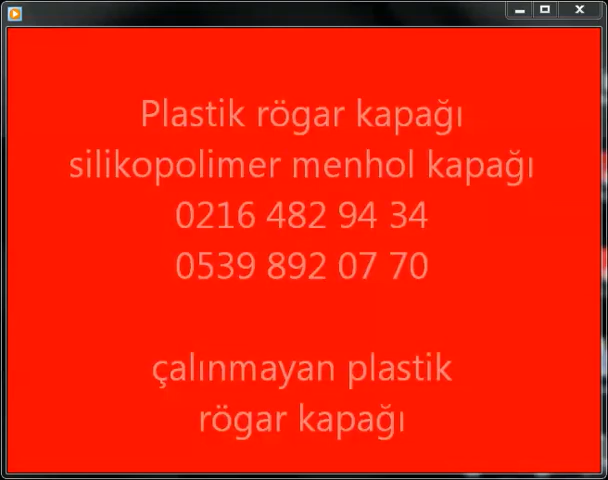 Plastik rögar kapağı
silikopolimer menhol kapağı
0216 482 94 34
0539 892 07 70
çalınmayan plastik
rögar kapağı